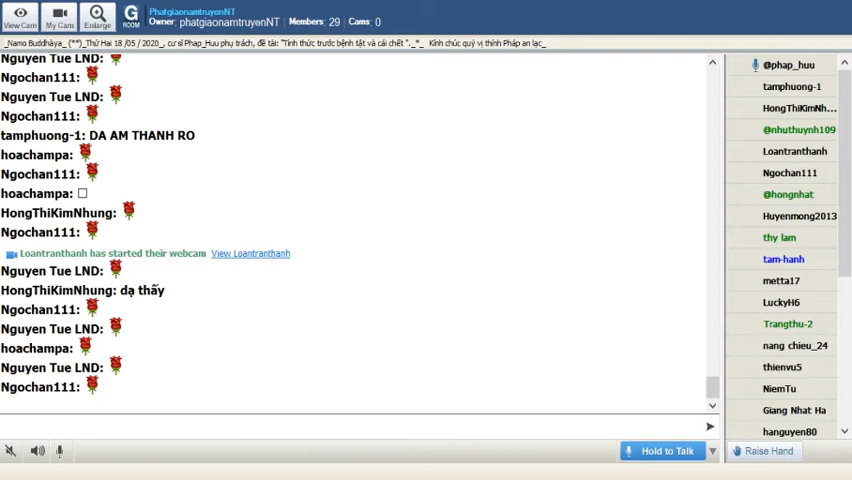 View Cam
My Cam
Enlarge
G
ROOM
PhatgiaonamtruyenNT
Owner: phatgiaonamtruyenNT Members: 29 Cams: 0
_Namo Buddhàya_ (**)_Thứ Hai 18 /05 / 2020_, cư sĩ Phap_Huu phụ trách, đề tài: "Tỉnh thức trước bệnh tật và cái chết "._*_ Kính chúc quý vị thính Pháp an lạc_
Nguyen Tue LND:
Ngochan111:
Nguyen Tue LND:
Ngochan111:
tamphuong-1: DA AM THANH RO
hoachampa:
Ngochan111:
hoachampa: □
HongThiKimNhung:
Ngochan111:
Loantranthanh has started their webcam View Loantranthanh
Nguyen Tue LND:
HongThiKimNhung: dạ thấy
Ngochan111:
Nguyen Tue LND:
hoachampa:
Nguyen Tue LND:
Ngochan111:
Hold to Talk
@phap_huu
tamphuong-1
HongThiKimNh...
@nhuthuynh109
Loantranthanh
Ngochan111
@hongnhat
Huyenmong2013
thy lam
tam-hanh
metta17
LuckyH6
Trangthu-2
nang chieu_24
thienvu5
NiemTu
Giang Nhat Ha
hanguyen80
Raise Hand